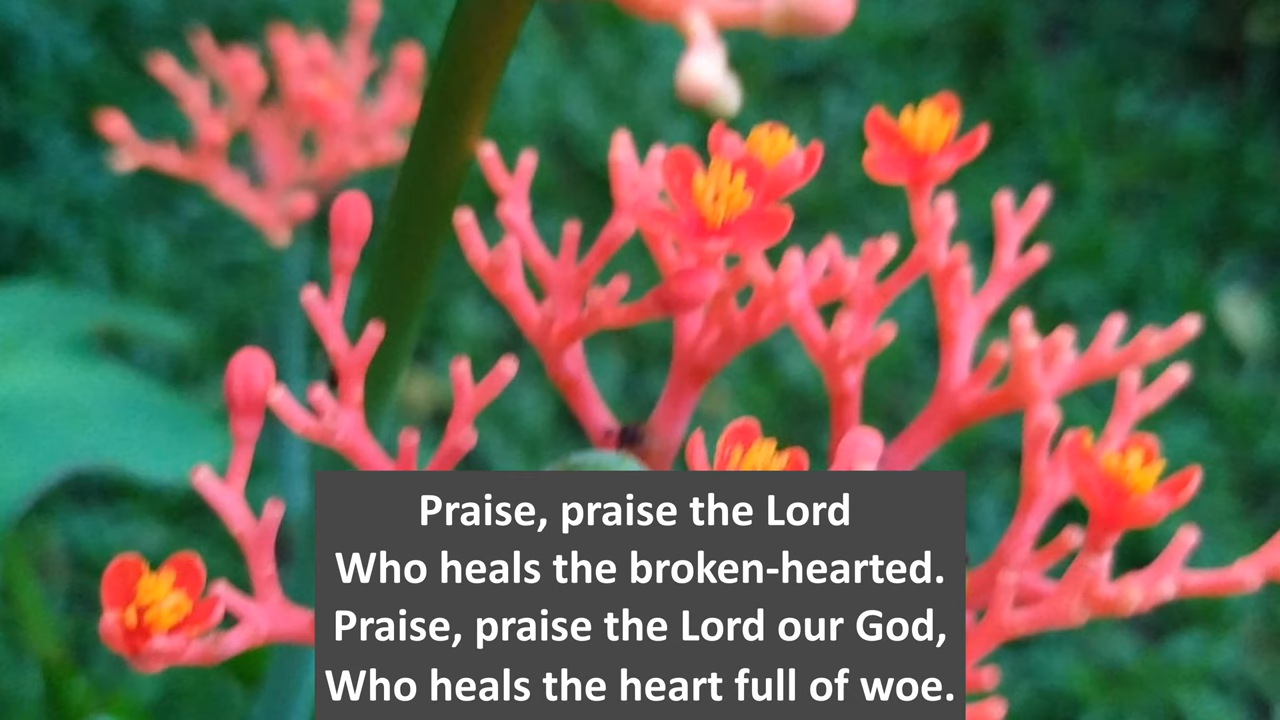 Praise, praise the Lord
Who heals the broken-hearted.
Praise, praise the Lord our God,
Who heals the heart full of woe.